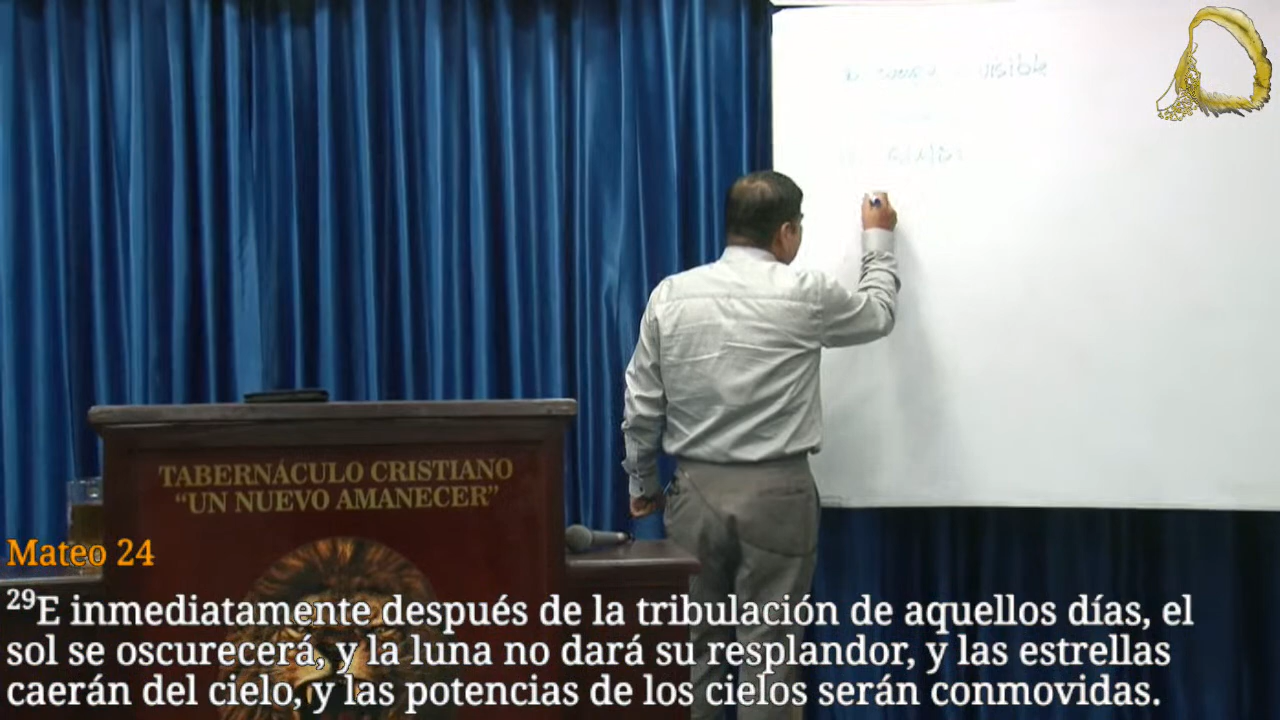 visible
TABERNÁCULO CRISTIANO
“UN NUEVO AMANECER”
Mateo 24
29E inmediatamente después de la tribulación de aquellos días, el
sol se oscurecerá, y la luna no dará su resplandor, y las estrellas
caerán del cielo, y las potencias de los cielos serán conmovidas.